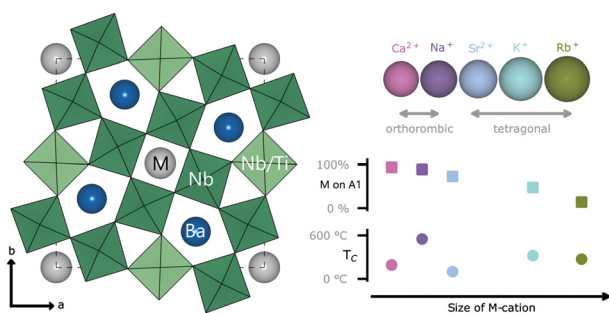 M
Nb
Nb/Ti
Ba
b
a
Ca²⁺ Na⁺ Sr²⁺ K⁺ Rb⁺
orthorombic tetragonal
100%
M on A1
0 %
600 °C
T_C
0 °C
Size of M-cation